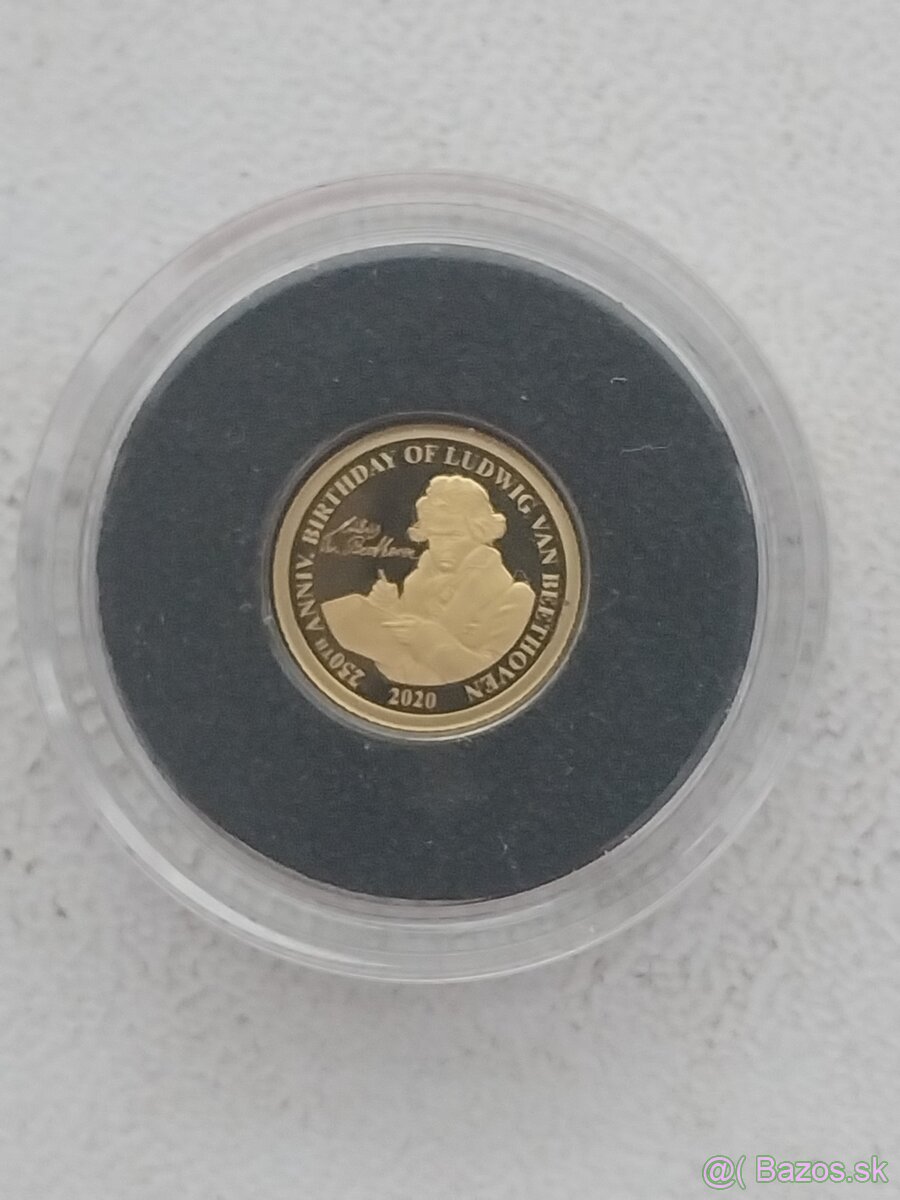 250TH ANNIV. BIRTHDAY OF LUDWIG VAN BEETHOVEN
2020
@( Bazos.sk